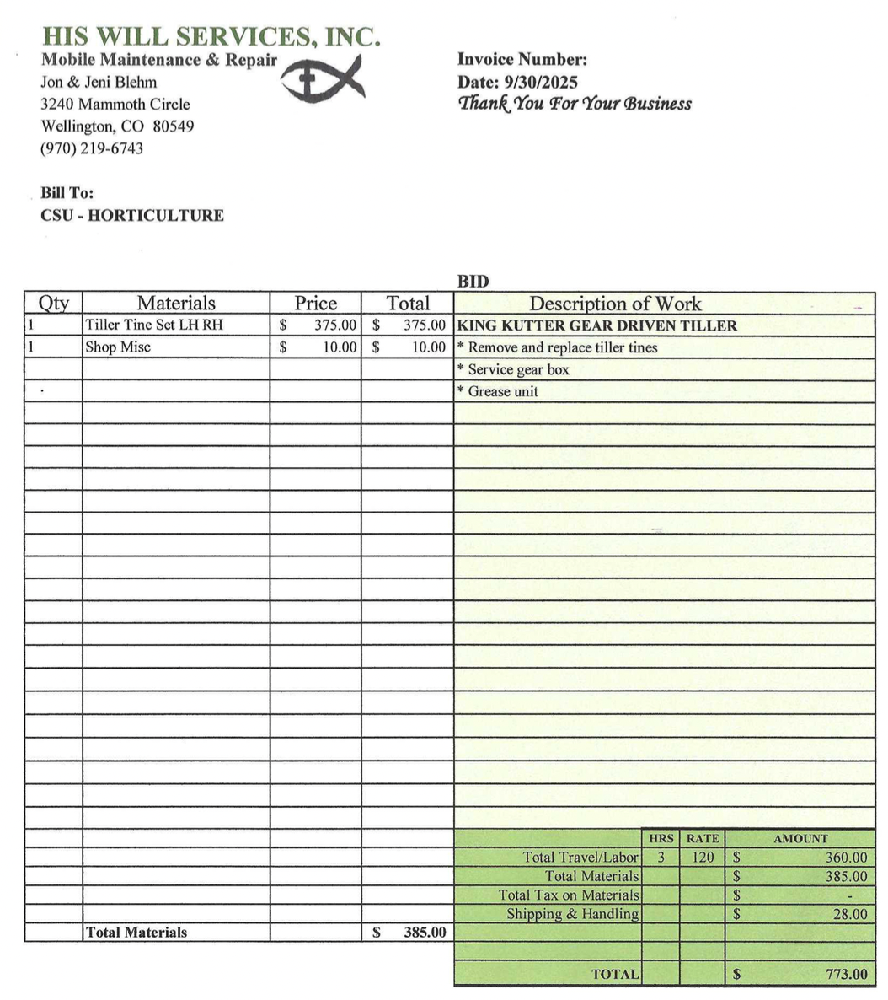 HIS WILL SERVICES, INC.
Mobile Maintenance & Repair
Jon & Jeni Blehm
3240 Mammoth Circle
Wellington, CO 80549
(970) 219-6743
Invoice Number:
Date: 9/30/2025
Thank You For Your Business
Bill To:
CSU - HORTICULTURE
BID
Qty Materials Price Total Description of Work
1 Tiller Tine Set LH RH $ 375.00 $ 375.00 KING KUTTER GEAR DRIVEN TILLER
1 Shop Misc $ 10.00 $ 10.00 * Remove and replace tiller tines
* Service gear box
* Grease unit
HRS RATE AMOUNT
Total Travel/Labor 3 120 $ 360.00
Total Materials $ 385.00
Total Tax on Materials $ -
Shipping & Handling $ 28.00
Total Materials $ 385.00
TOTAL $ 773.00